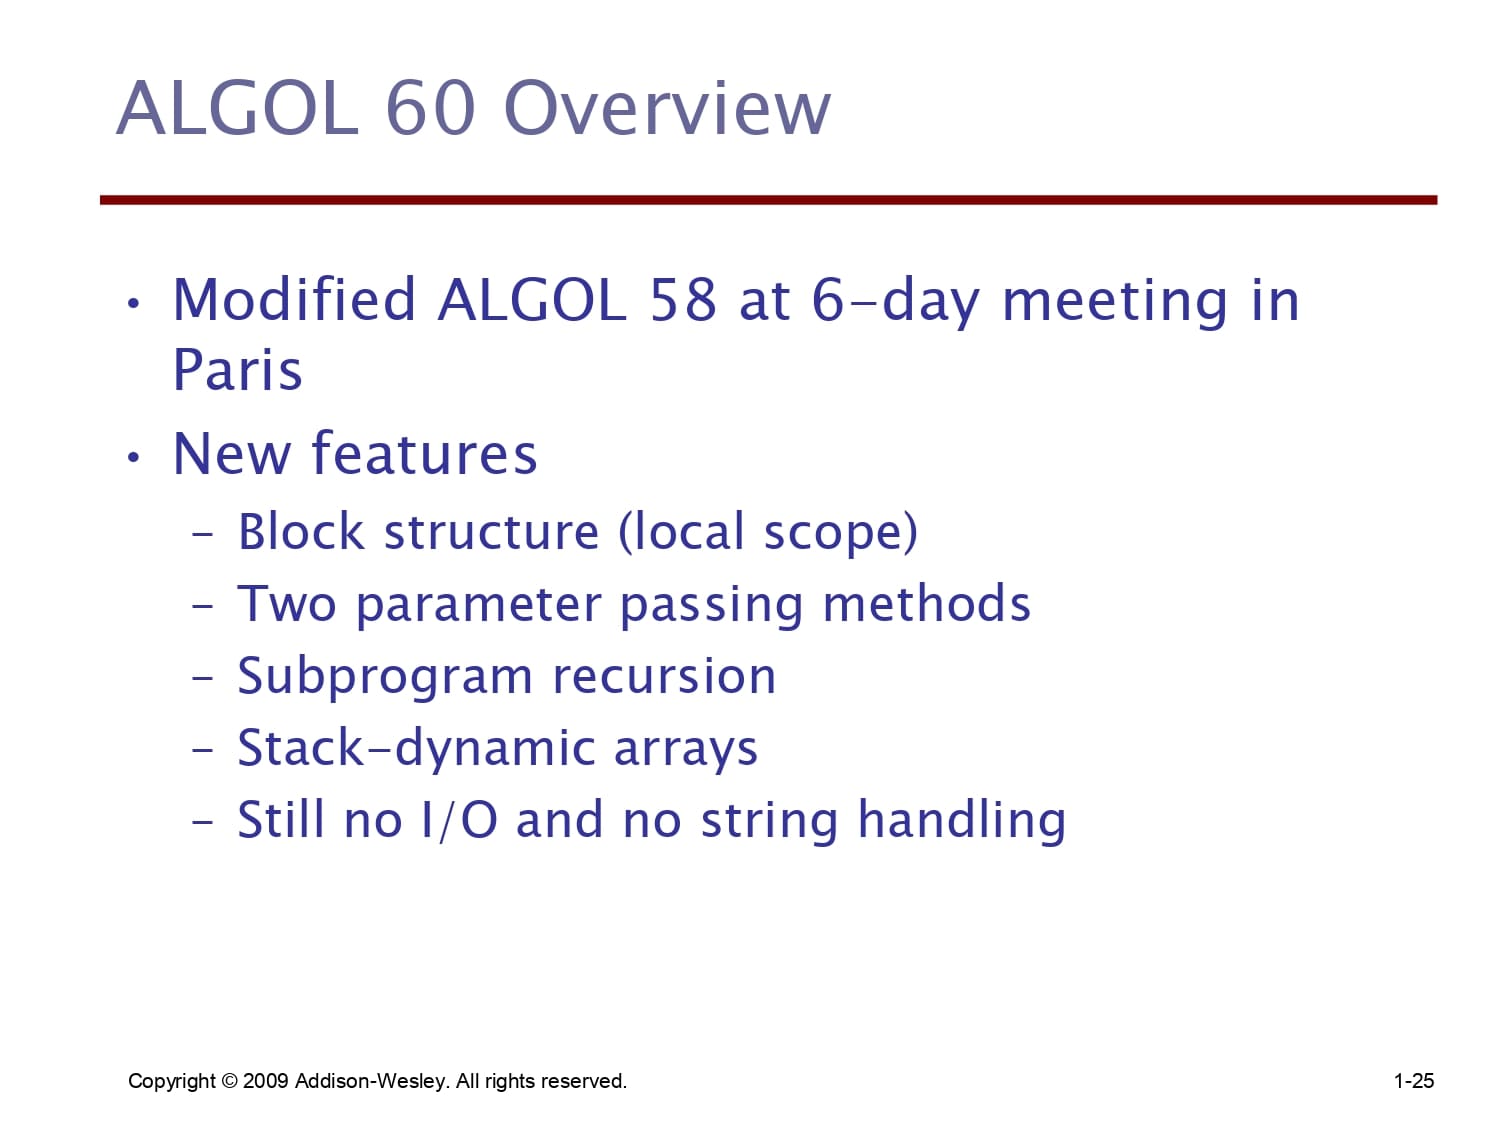 ALGOL 60 Overview
• Modified ALGOL 58 at 6-day meeting in
Paris
• New features
– Block structure (local scope)
– Two parameter passing methods
– Subprogram recursion
– Stack-dynamic arrays
– Still no I/O and no string handling
Copyright © 2009 Addison-Wesley. All rights reserved.
1-25